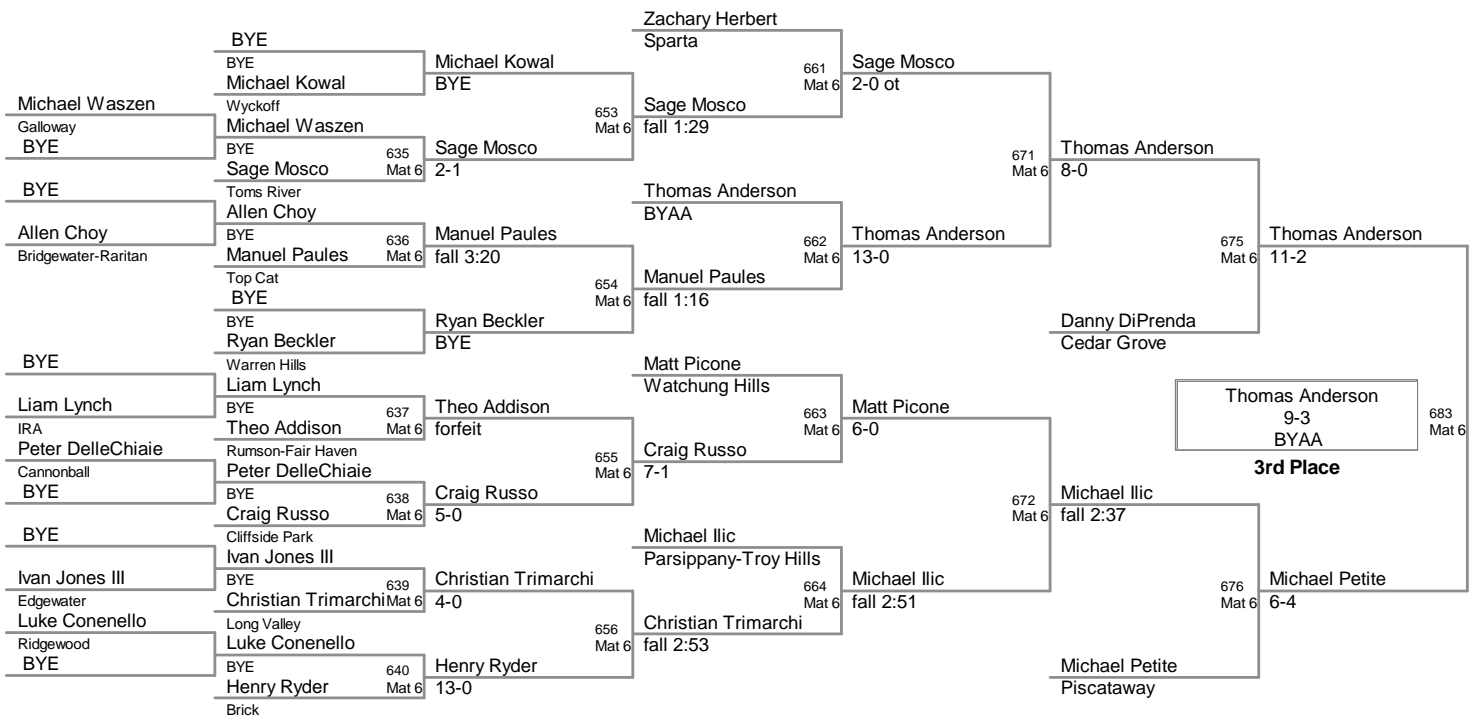 Michael Waszen
Galloway
BYE
BYE
Allen Choy
Bridgewater-Raritan
BYE
Liam Lynch
IRA
Peter DelleChiaie
Cannonball
BYE
BYE
Ivan Jones III
Edgewater
Luke Conenello
Ridgewood
BYE
BYE
BYE
Michael Kowal
Wyckoff
Michael Waszen
BYE
Sage Mosco
635
Mat 6
Toms River
Allen Choy
BYE
Manuel Paules
636
Mat 6
Top Cat
BYE
BYE
Ryan Beckler
Warren Hills
Liam Lynch
BYE
Theo Addison
637
Mat 6
Rumson-Fair Haven
Peter DelleChiaie
BYE
Craig Russo
638
Mat 6
Cliffside Park
Ivan Jones III
BYE
Christian Trimarchi
639
Mat 6
Long Valley
Luke Conenello
BYE
Henry Ryder
640
Mat 6
Brick
Michael Kowal
BYE
653
Mat 6
Sage Mosco
2-1
Manuel Paules
fall 3:20
654
Mat 6
Ryan Beckler
BYE
Theo Addison
forfeit
655
Mat 6
Craig Russo
5-0
Christian Trimarchi
4-0
656
Mat 6
Henry Ryder
13-0
Zachary Herbert
Sparta
661
Mat 6
Sage Mosco
fall 1:29
Thomas Anderson
BYAA
662
Mat 6
Manuel Paules
fall 1:16
Matt Picone
Watchung Hills
663
Mat 6
Craig Russo
7-1
Michael Ilic
Parsippany-Troy Hills
664
Mat 6
Christian Trimarchi
fall 2:53
Sage Mosco
2-0 ot
671
Mat 6
Thomas Anderson
13-0
Matt Picone
6-0
672
Mat 6
Michael Ilic
fall 2:51
Thomas Anderson
8-0
675
Mat 6
Danny DiPrenda
Cedar Grove
Michael Ilic
fall 2:37
676
Mat 6
Michael Petite
Piscataway
Thomas Anderson
11-2
Thomas Anderson
9-3
BYAA
3rd Place
683
Mat 6
Michael Petite
6-4